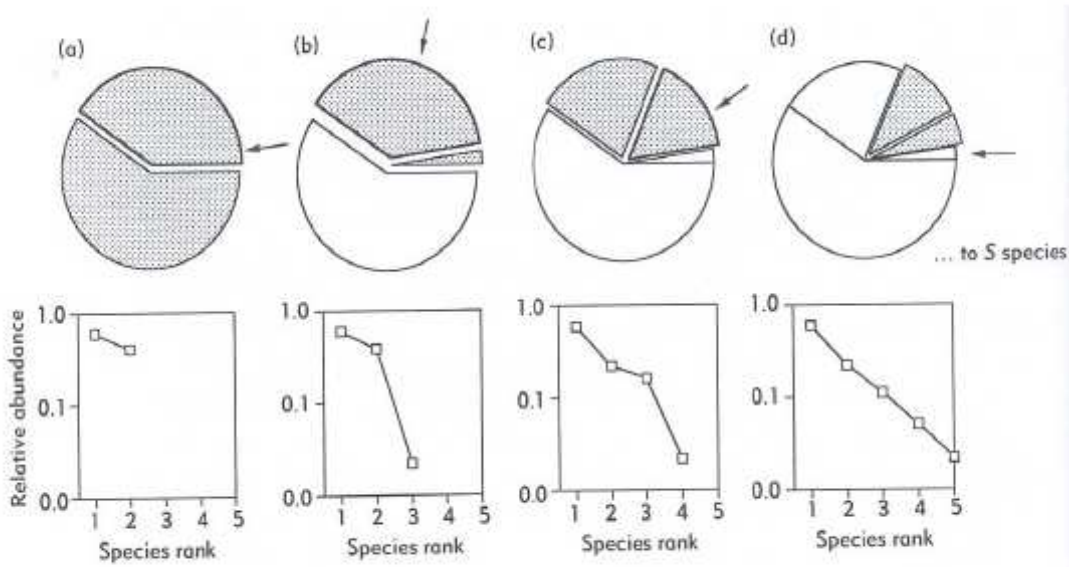 (a)
(b)
(c)
(d)
... to S species
Relative abundance
1.0
0.1
0.0
1 2 3 4 5
Species rank
1.0
0.1
0.0
1 2 3 4 5
Species rank
1.0
0.1
0.0
1 2 3 4 5
Species rank
1.0
0.1
0.0
1 2 3 4 5
Species rank